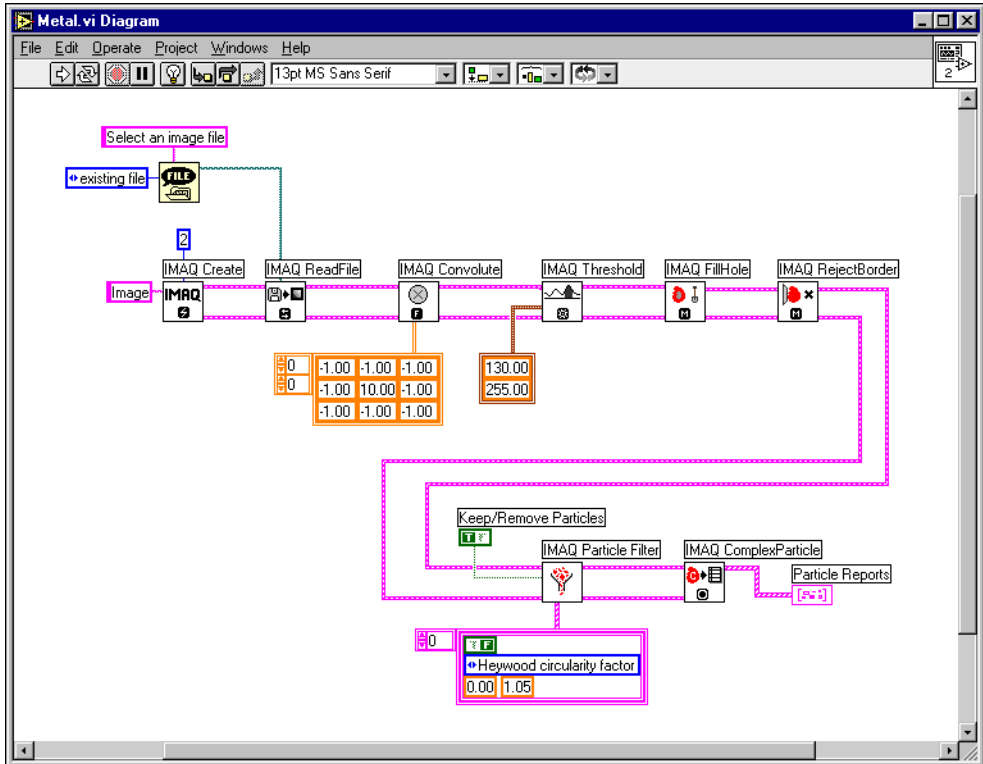 Metal.vi Diagram
File Edit Operate Project Windows Help
13pt MS Sans Serif
2
Select an image file
existing file
FILE
2
IMAQ Create
IMAQ ReadFile
IMAQ Convolute
IMAQ Threshold
IMAQ FillHole
IMAQ RejectBorder
Image
IMAQ
F
M
M
0
0
-1.00 -1.00 -1.00
-1.00 10.00 -1.00
-1.00 -1.00 -1.00
130.00
255.00
Keep/Remove Particles
T F
IMAQ Particle Filter
IMAQ ComplexParticle
C
Particle Reports
0
T F
Heywood circularity factor
0.00 1.05